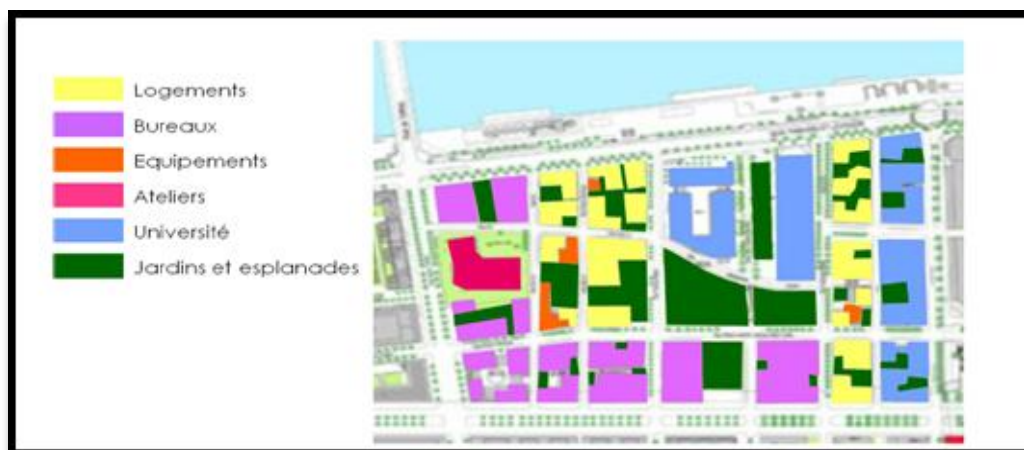 Logements
Bureaux
Equipements
Ateliers
Université
Jardins et esplanades